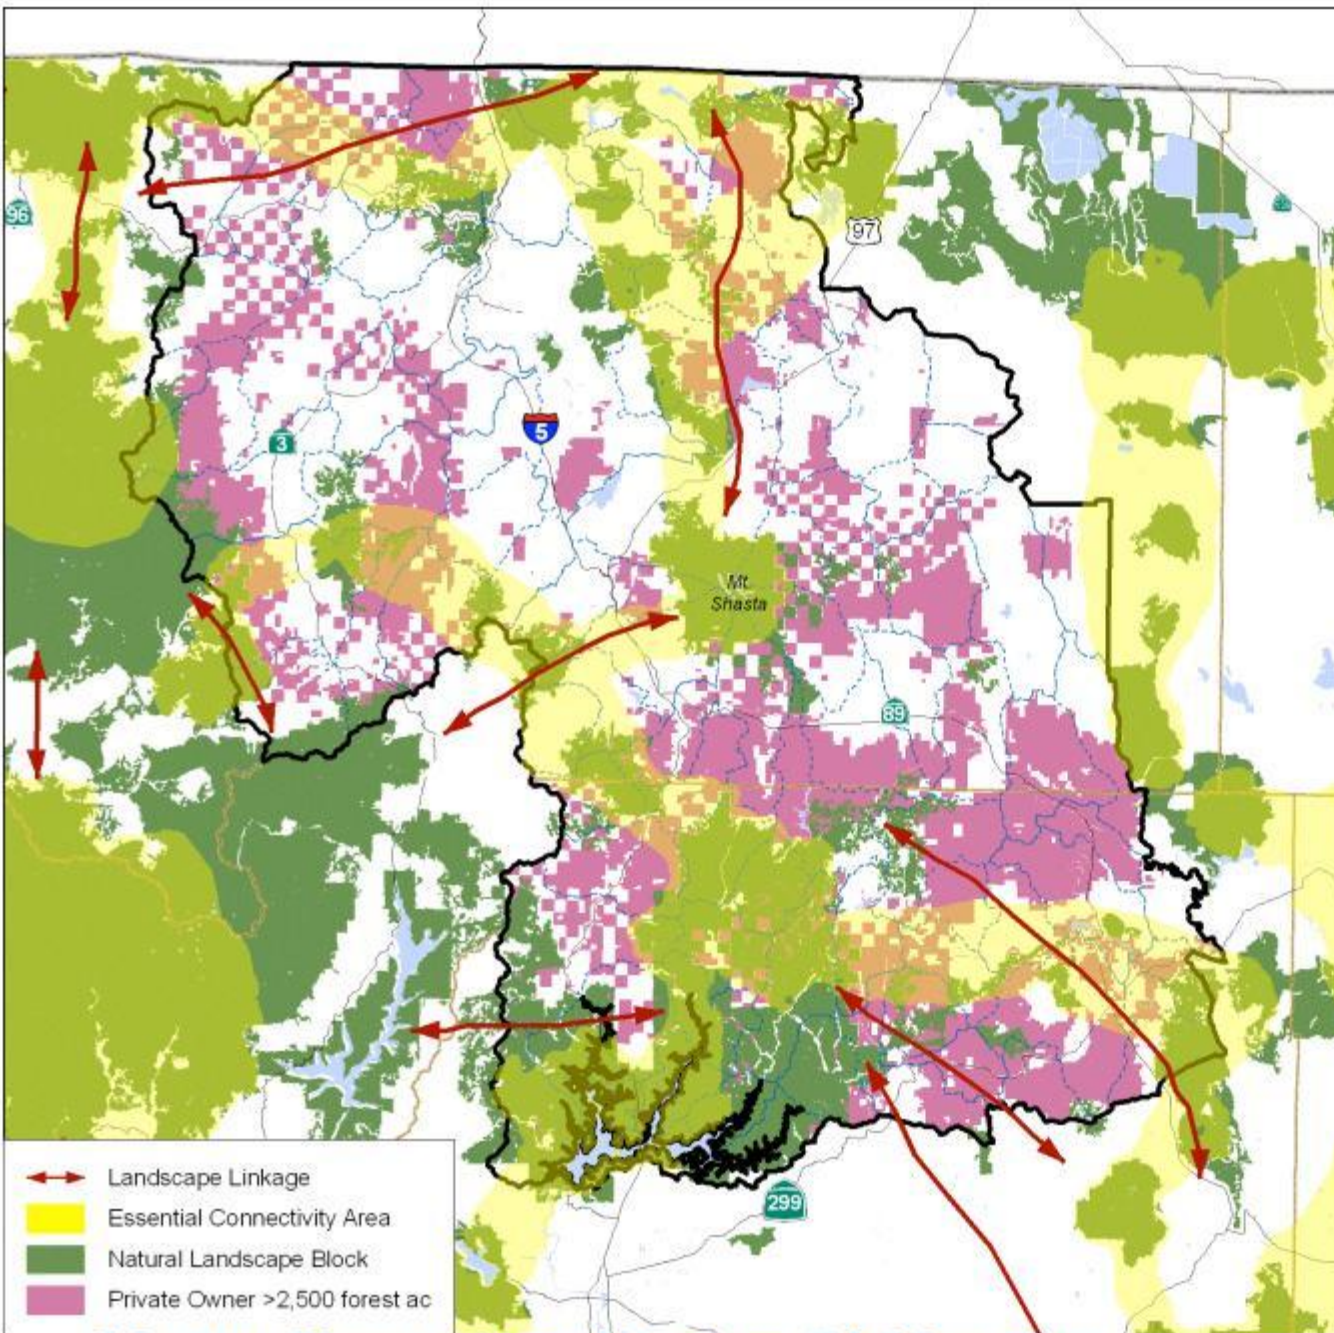 96
97
3
5
Mt.
Shasta
89
299
Landscape Linkage
Essential Connectivity Area
Natural Landscape Block
Private Owner >2,500 forest ac